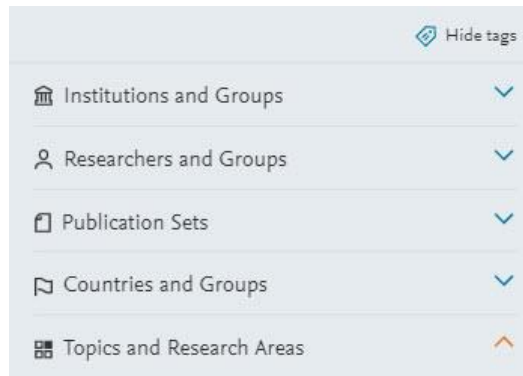 Hide tags
Institutions and Groups
Researchers and Groups
Publication Sets
Countries and Groups
Topics and Research Areas